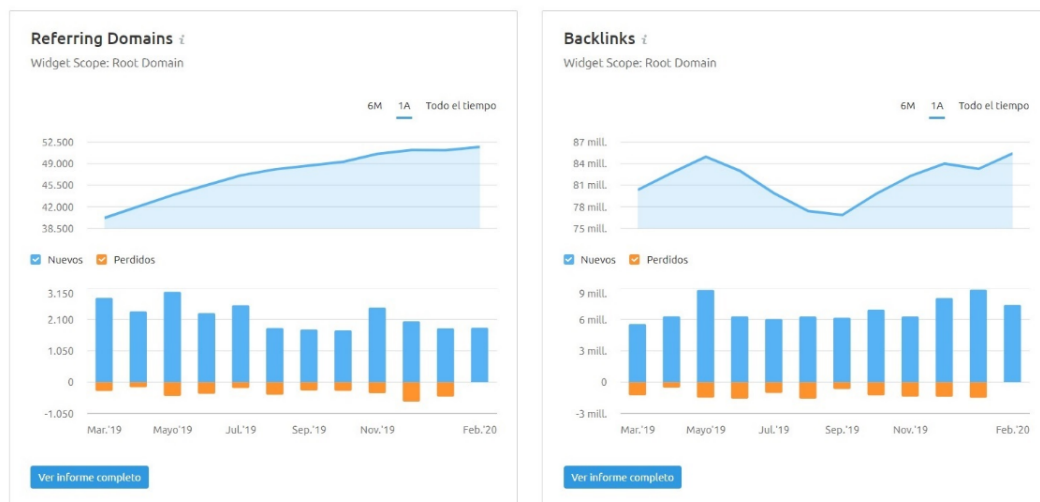 Referring Domains i
Widget Scope: Root Domain
6M 1A Todo el tiempo
52.500
49.000
45.500
42.000
38.500
Nuevos Perdidos
3.150
2.100
1.050
0
-1.050
Mar.'19 Mayo'19 Jul.'19 Sep.'19 Nov.'19 Feb.'20
Ver informe completo
Backlinks i
Widget Scope: Root Domain
6M 1A Todo el tiempo
87 mill.
84 mill.
81 mill.
78 mill.
75 mill.
Nuevos Perdidos
9 mill.
6 mill.
3 mill.
0
-3 mill.
Mar.'19 Mayo'19 Jul.'19 Sep.'19 Nov.'19 Feb.'20
Ver informe completo